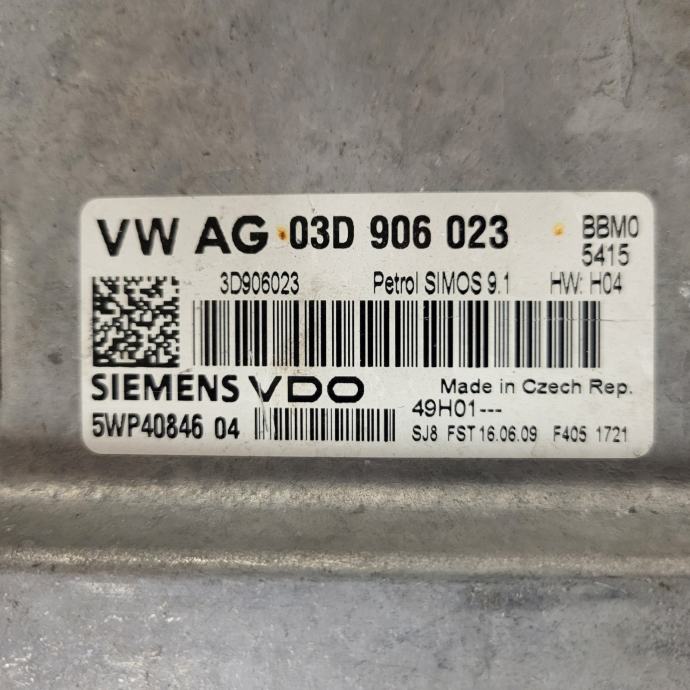 VW AG 03D 906 023
BBM0
5415
3D906023 Petrol SIMOS 9.1 HW: H04
SIEMENS VDO
Made in Czech Rep.
5WP40846 04
49H01---
SJ8 FST 16.06.09 F405 1721